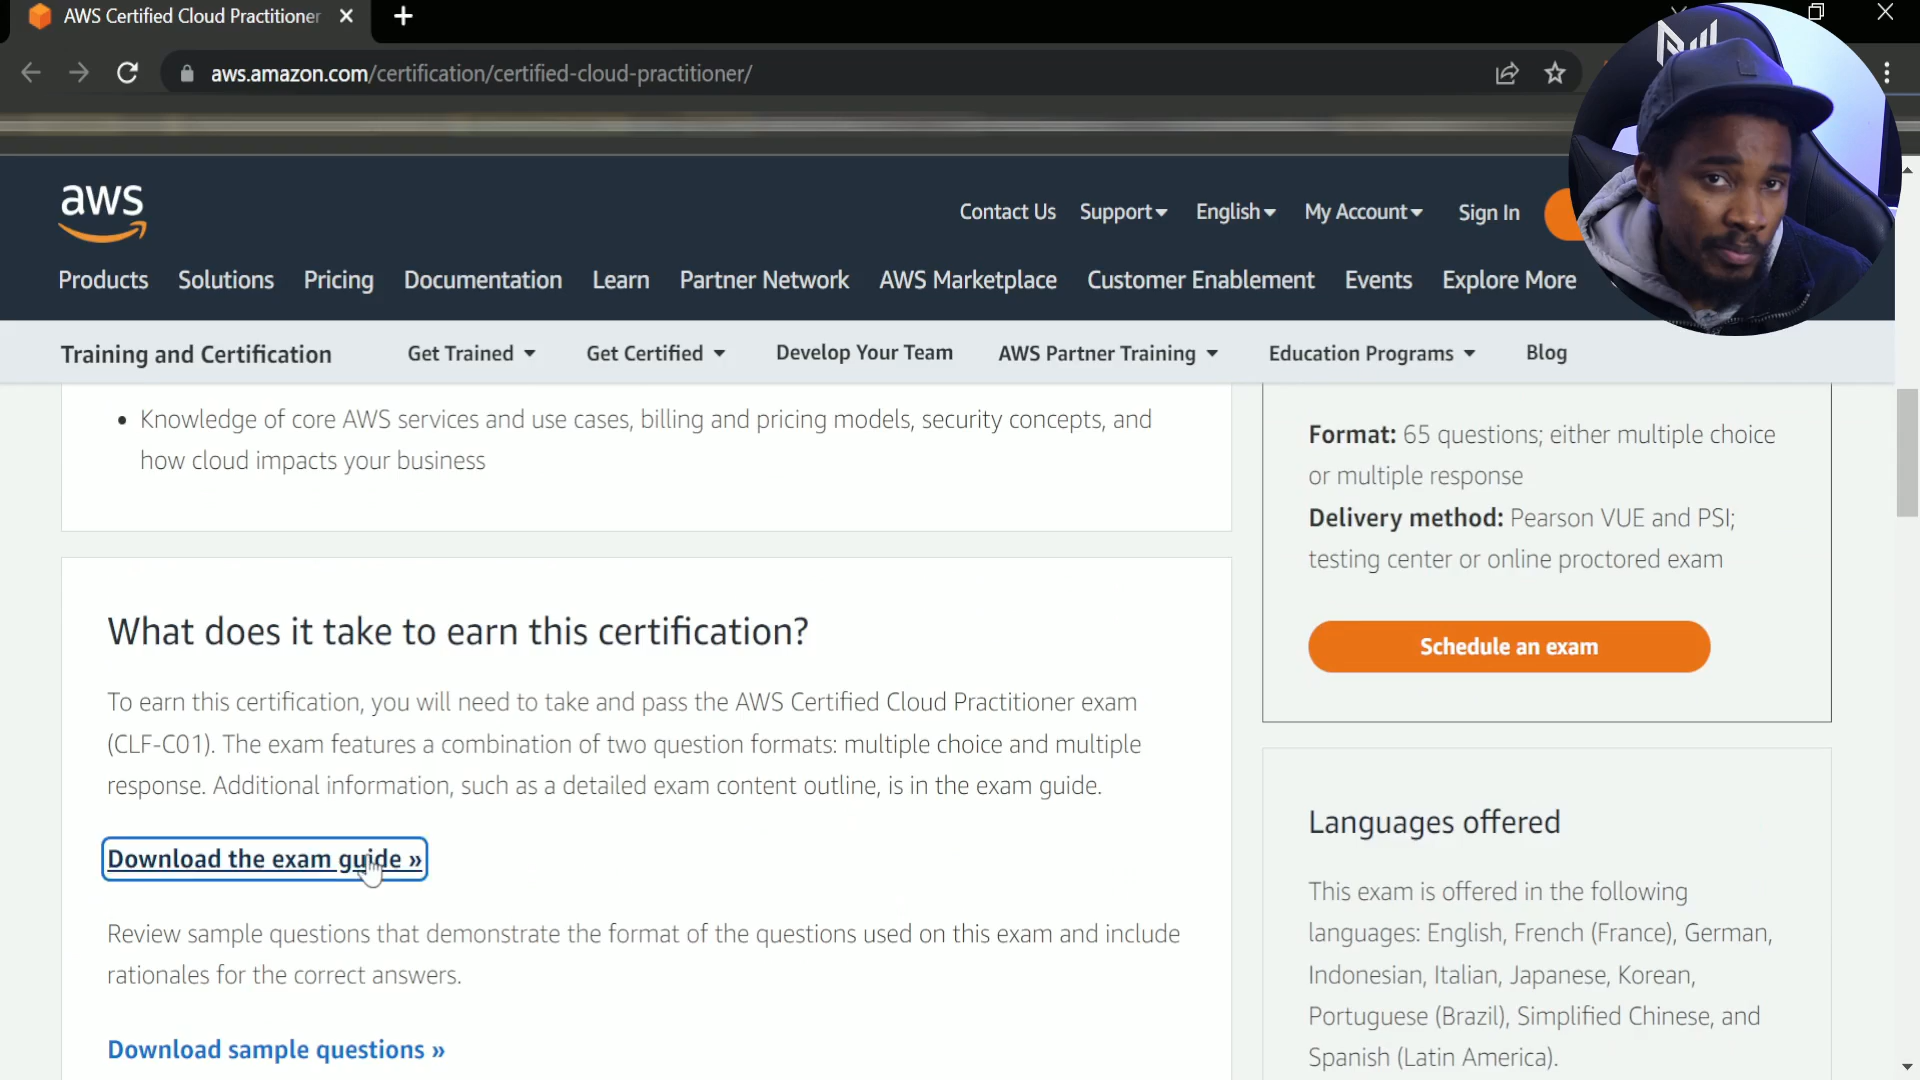 AWS Certified Cloud Practitioner
aws.amazon.com/certification/certified-cloud-practitioner/
aws
Contact Us Support English My Account Sign In
Products Solutions Pricing Documentation Learn Partner Network AWS Marketplace Customer Enablement Events Explore More
Training and Certification Get Trained Get Certified Develop Your Team AWS Partner Training Education Programs Blog
• Knowledge of core AWS services and use cases, billing and pricing models, security concepts, and
how cloud impacts your business
What does it take to earn this certification?
To earn this certification, you will need to take and pass the AWS Certified Cloud Practitioner exam
(CLF-C01). The exam features a combination of two question formats: multiple choice and multiple
response. Additional information, such as a detailed exam content outline, is in the exam guide.
Download the exam guide »
Review sample questions that demonstrate the format of the questions used on this exam and include
rationales for the correct answers.
Download sample questions »
Format: 65 questions; either multiple choice
or multiple response
Delivery method: Pearson VUE and PSI;
testing center or online proctored exam
Schedule an exam
Languages offered
This exam is offered in the following
languages: English, French (France), German,
Indonesian, Italian, Japanese, Korean,
Portuguese (Brazil), Simplified Chinese, and
Spanish (Latin America).